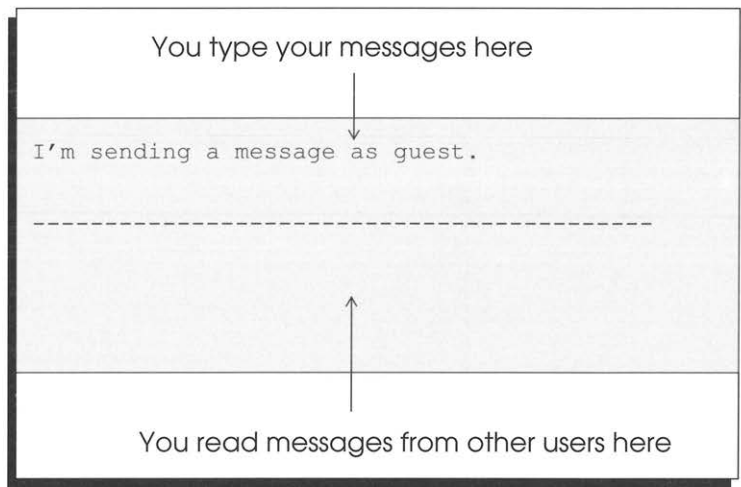 You type your messages here
I'm sending a message as guest.
You read messages from other users here